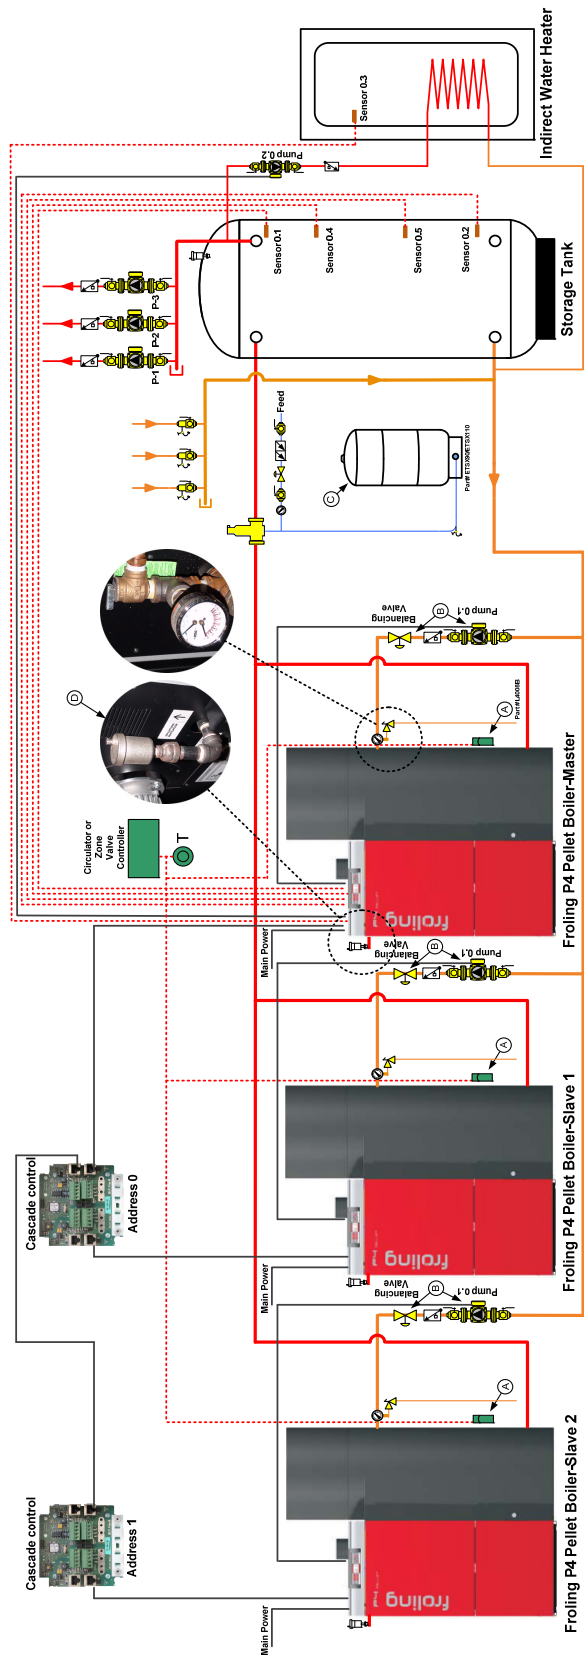 Indirect Water Heater
Sensor 0.3
Pump 0.2
Sensor 0.1
Sensor 0.4
Sensor 0.5
Sensor 0.2
Storage Tank
P-3
P-2
P-1
Feed
C
Part# ETSX90/ETSX110
D
Circulator or
Zone
Valve
Controller
T
Balancing
Valve
B
Pump 0.1
A
Part#LA00MB
froling
Main Power
Froling P4 Pellet Boiler-Master
Cascade control
Address 0
Balancing
Valve
B
Pump 0.1
A
froling
Main Power
Froling P4 Pellet Boiler-Slave 1
Cascade control
Address 1
Balancing
Valve
B
Pump 0.1
A
froling
Main Power
Froling P4 Pellet Boiler-Slave 2